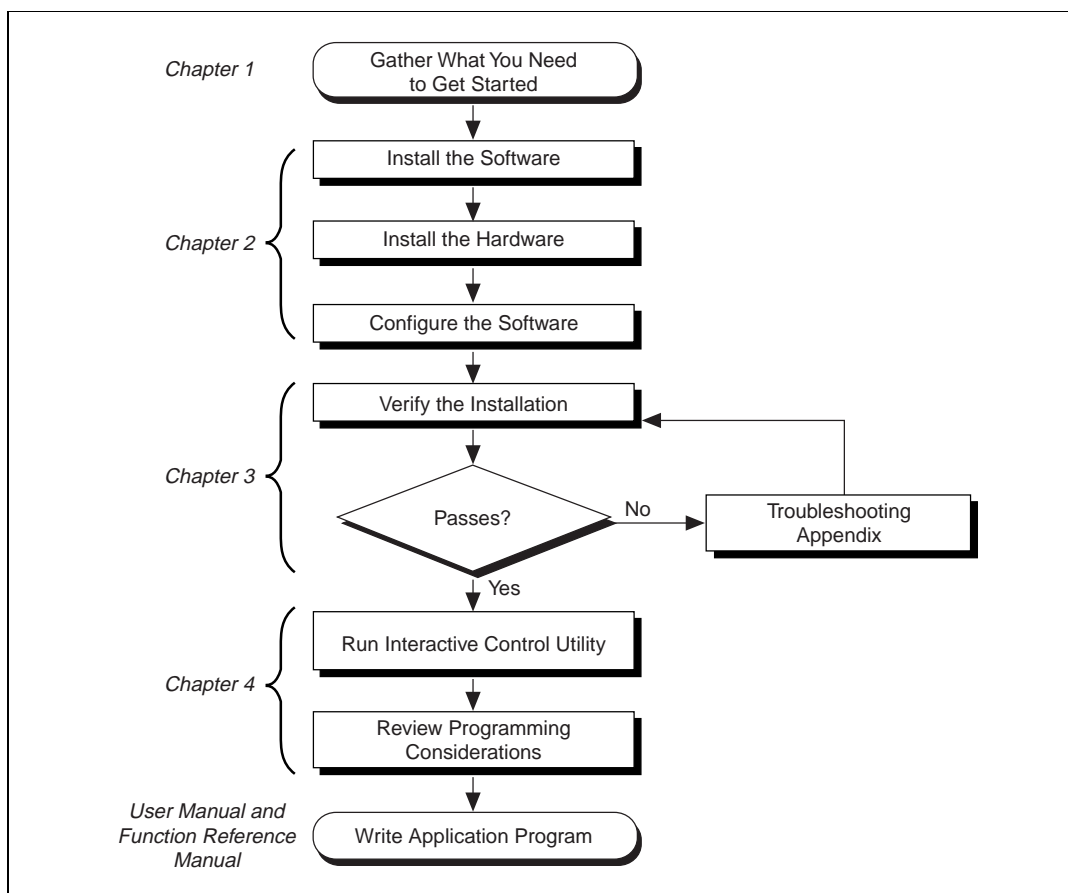 Chapter 1
Gather What You Need
to Get Started
Install the Software
Chapter 2
Install the Hardware
Configure the Software
Verify the Installation
Chapter 3
Passes?
No
Troubleshooting
Appendix
Yes
Run Interactive Control Utility
Chapter 4
Review Programming
Considerations
User Manual and
Function Reference
Manual
Write Application Program